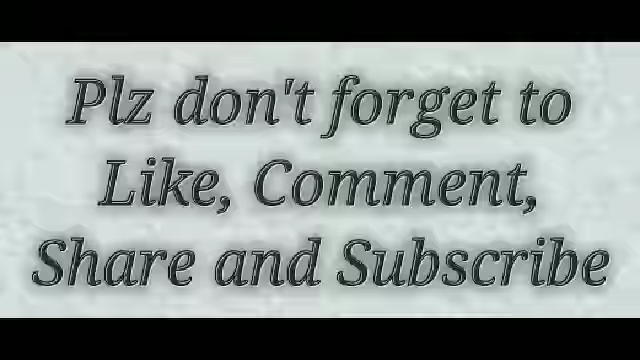 Plz don't forget to
Like, Comment,
Share and Subscribe